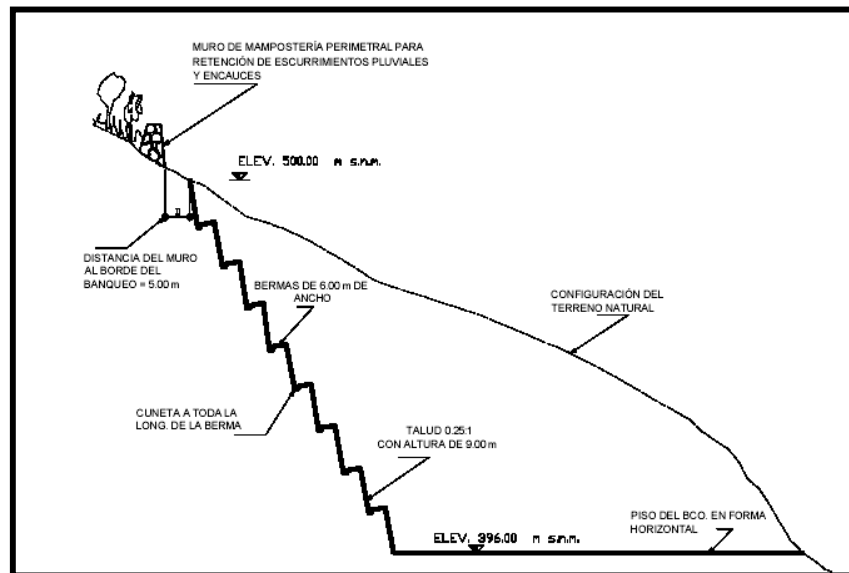 MURO DE MAMPOSTERÍA PERIMETRAL PARA
RETENCIÓN DE ESCURRIMIENTOS PLUVIALES
Y ENCAUCES
ELEV. 500.00 m s.n.m.
DISTANCIA DEL MURO
AL BORDE DEL
BANQUEO = 5.00 m
BERMAS DE 6.00 m DE
ANCHO
CONFIGURACIÓN DEL
TERRENO NATURAL
CUNETA A TODA LA
LONG. DE LA BERMA
TALUD 0.25:1
CON ALTURA DE 9.00 m
PISO DEL BCO. EN FORMA
HORIZONTAL
ELEV. 396.00 m s.n.m.